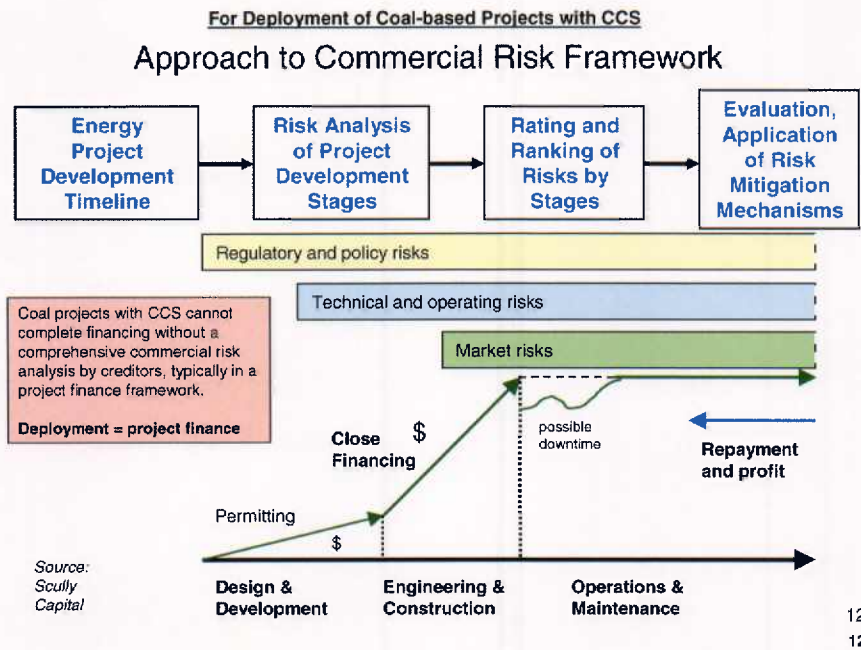 For Deployment of Coal-based Projects with CCS
Approach to Commercial Risk Framework
Energy
Project
Development
Timeline
Risk Analysis
of Project
Development
Stages
Rating and
Ranking of
Risks by
Stages
Evaluation,
Application
of Risk
Mitigation
Mechanisms
Regulatory and policy risks
Technical and operating risks
Market risks
Coal projects with CCS cannot
complete financing without a
comprehensive commercial risk
analysis by creditors, typically in a
project finance framework.
Deployment = project finance
Close
Financing
$
possible
downtime
Repayment
and profit
Permitting
$
Source:
Scully
Capital
Design &
Development
Engineering &
Construction
Operations &
Maintenance
12
12